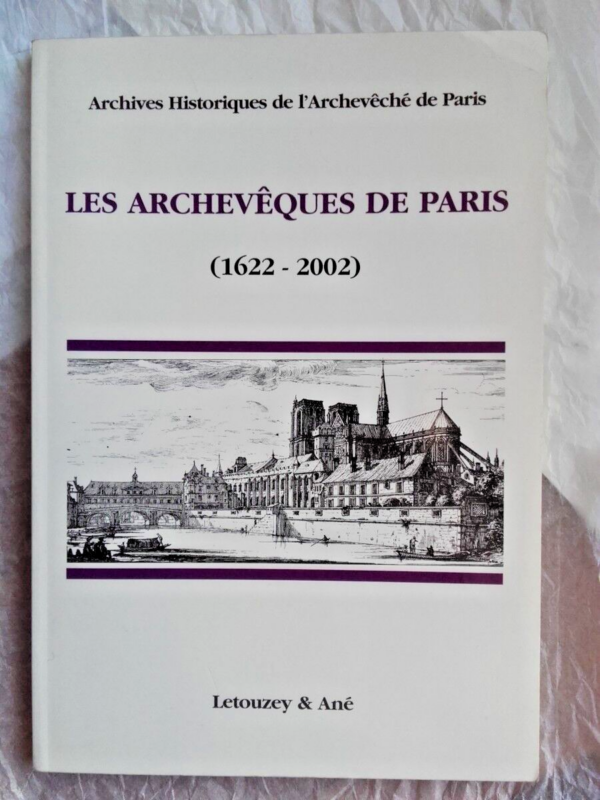 Archives Historiques de l'Archevêché de Paris
LES ARCHEVÊQUES DE PARIS
(1622 - 2002)
Letouzey & Ané